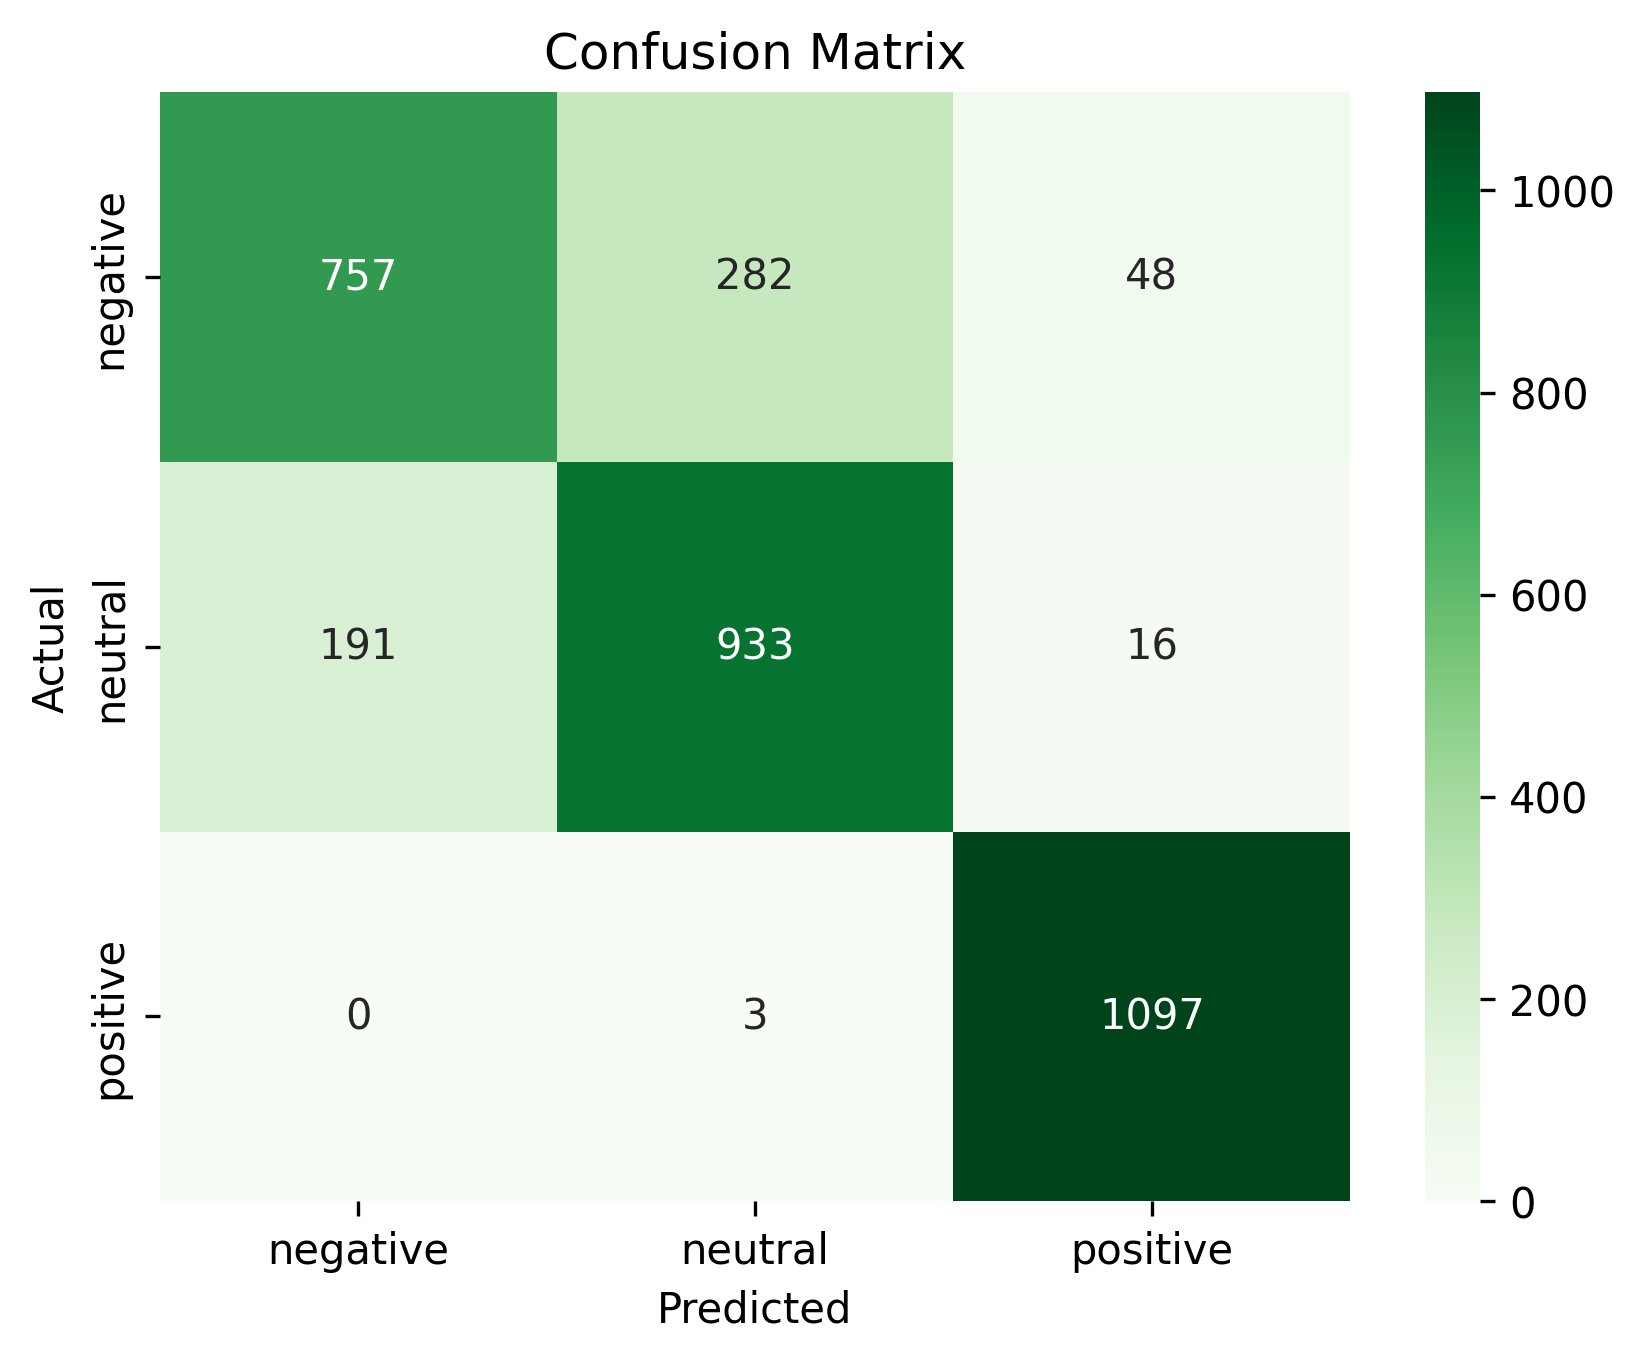 Confusion Matrix
Actual
negative
757 282 48
neutral
191 933 16
positive
0 3 1097
negative neutral positive
Predicted
1000
800
600
400
200
0